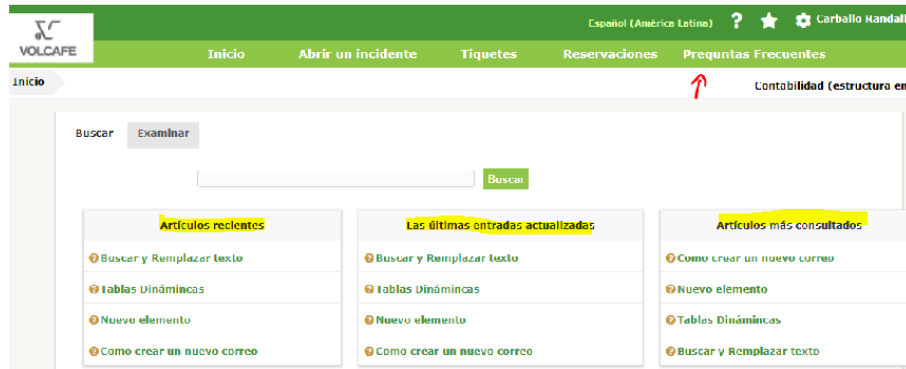 Español (América Latina) ? Carballo Randall
VOLCAFE
Inicio Abrir un incidente Tiquetes Reservaciones Preguntas Frecuentes
Inicio
Contabilidad (estructura en
Buscar Examinar
Buscar
Artículos recientes Las últimas entradas actualizadas Artículos más consultados
Buscar y Remplazar texto Buscar y Remplazar texto Como crear un nuevo correo
Tablas Dinámincas Tablas Dinámincas Nuevo elemento
Nuevo elemento Nuevo elemento Tablas Dinámincas
Como crear un nuevo correo Como crear un nuevo correo Buscar y Remplazar texto